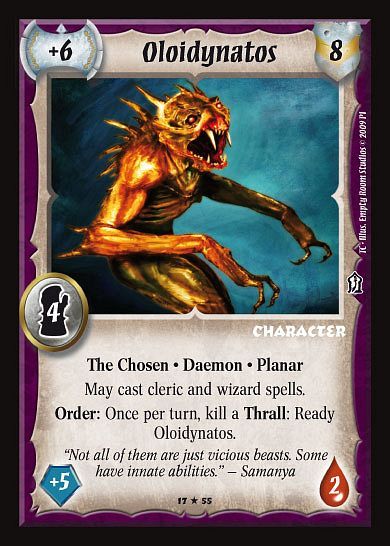 +6
Oloidynatos
8
TC - Illus. Empty Room Studios © 2009 PI
4
CHARACTER
The Chosen • Daemon • Planar
May cast cleric and wizard spells.
Order: Once per turn, kill a Thrall: Ready
Oloidynatos.
“Not all of them are just vicious beasts. Some
have innate abilities.” – Samanya
+5
2
17 ★ 55